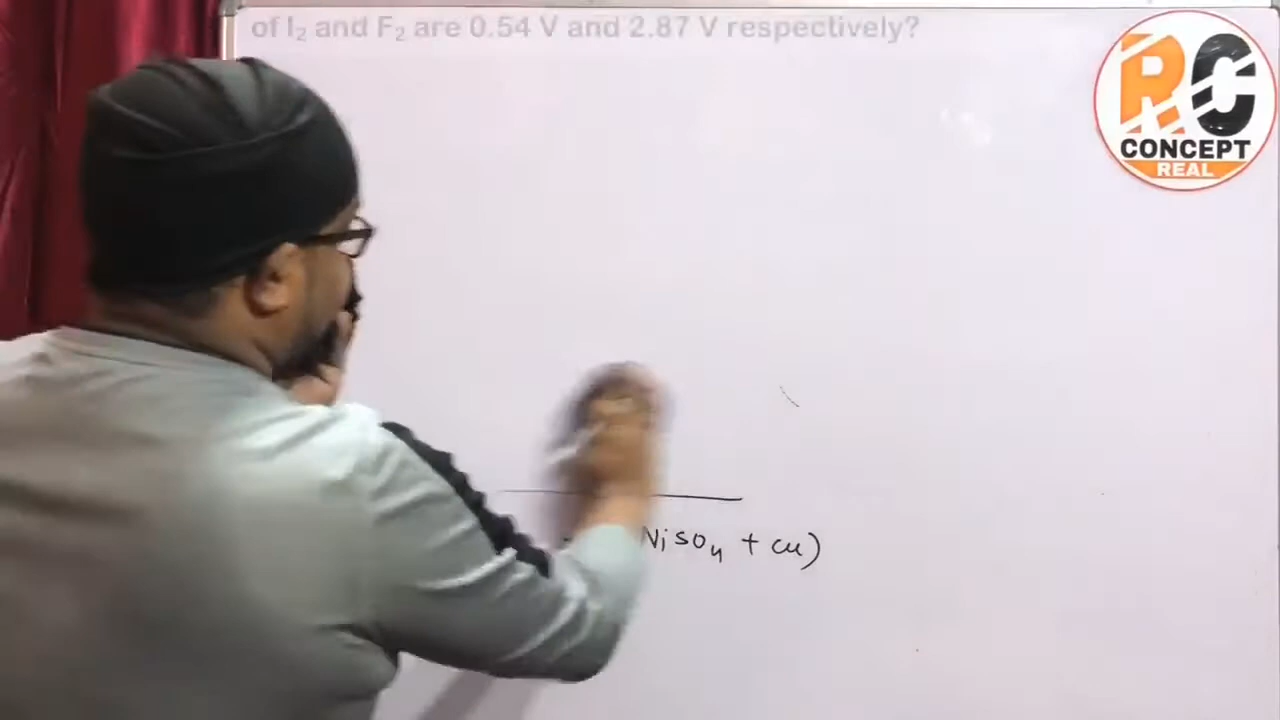 of I₂ and F₂ are 0.54 V and 2.87 V respectively?
RC
CONCEPT
REAL
NiSO₄ + Cu)